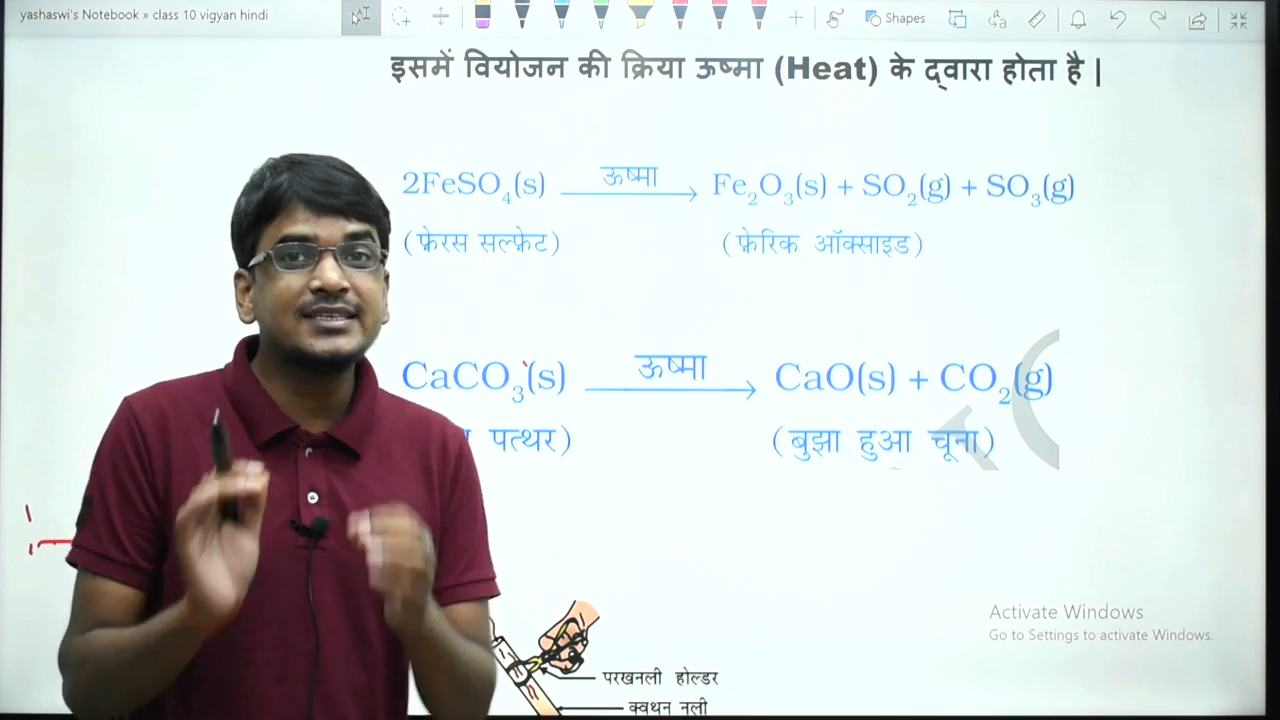 yashaswi's Notebook » class 10 vigyan hindi
Shapes
इसमें वियोजन की क्रिया ऊष्मा (Heat) के द्वारा होता है |
2FeSO₄(s) ऊष्मा → Fe₂O₃(s) + SO₂(g) + SO₃(g)
(फ़ेरस सल्फ़ेट) (फ़ेरिक ऑक्साइड)
CaCO₃(s) ऊष्मा → CaO(s) + CO₂(g)
पत्थर) (बुझा हुआ चूना)
Activate Windows
Go to Settings to activate Windows.
परखनली होल्डर
क्वथन नली